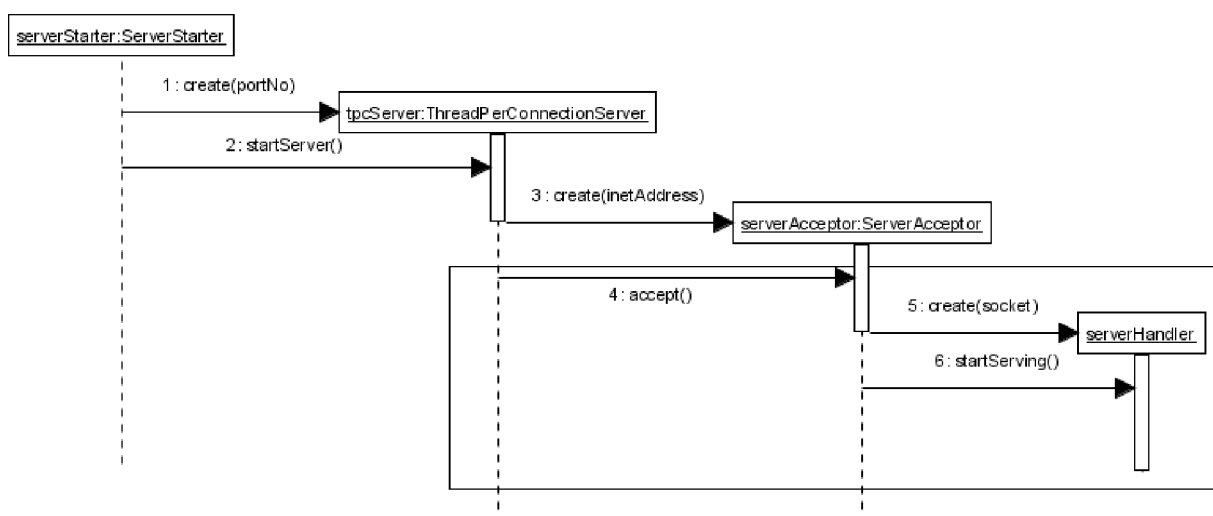 serverStarter:ServerStarter
1 : create(portNo)
tpcServer:ThreadPerConnectionServer
2 : startServer()
3 : create(inetAddress)
serverAcceptor:ServerAcceptor
4 : accept()
5 : create(socket)
serverHandler
6 : startServing()